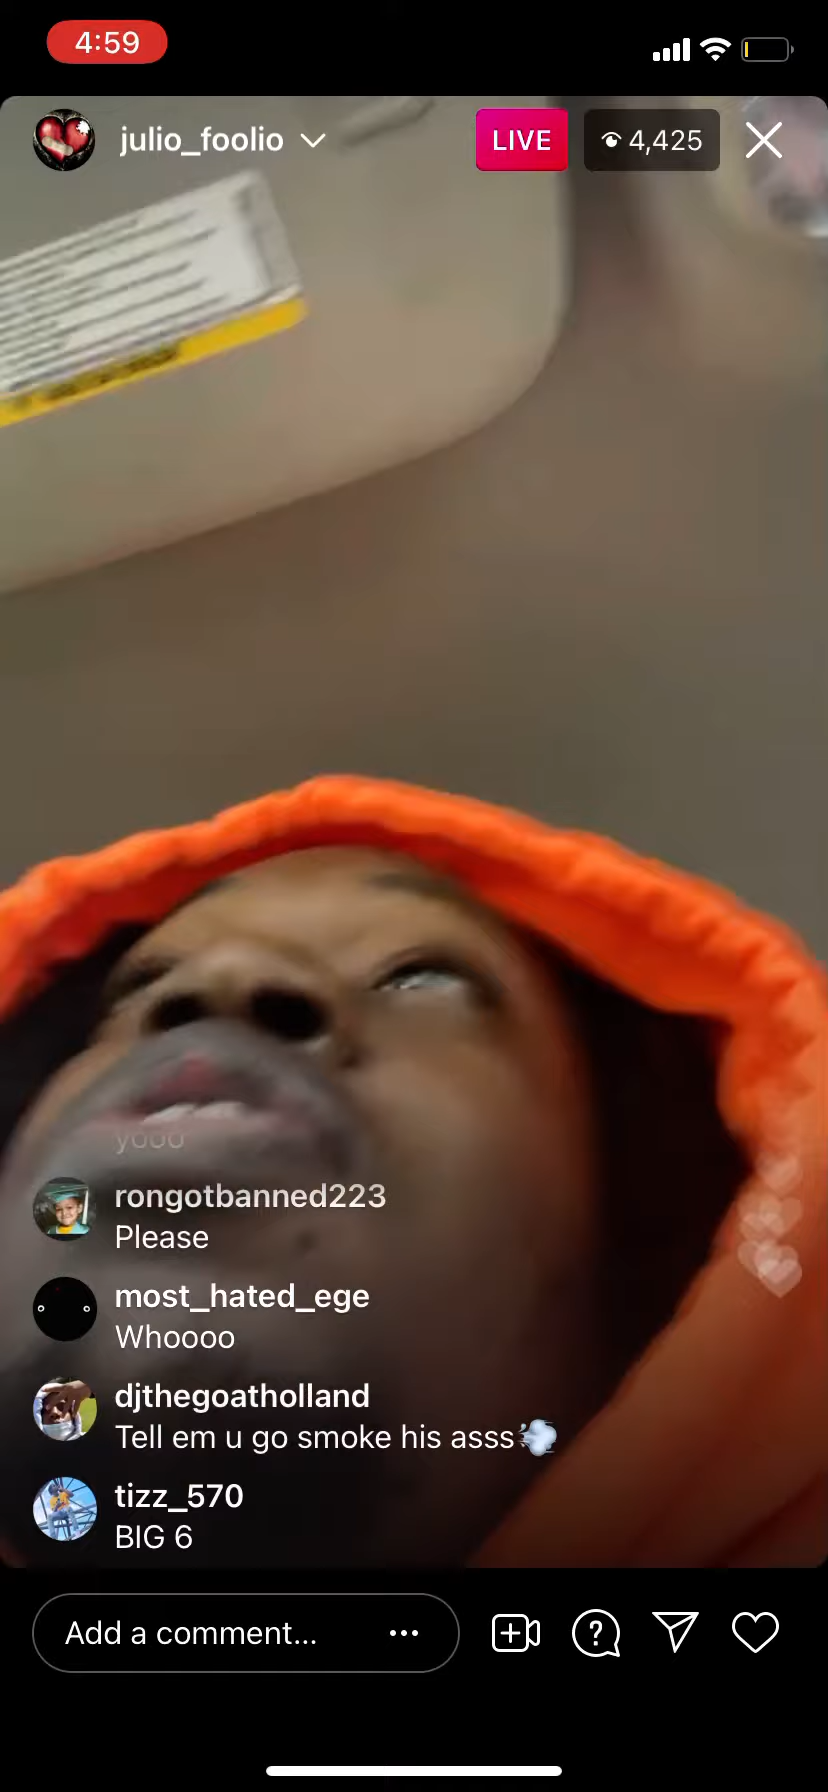 4:59
julio_foolio
LIVE
4,425
yooo
rongotbanned223
Please
most_hated_ege
Whoooo
djthegoatholland
Tell em u go smoke his asss
tizz_570
BIG 6
Add a comment...